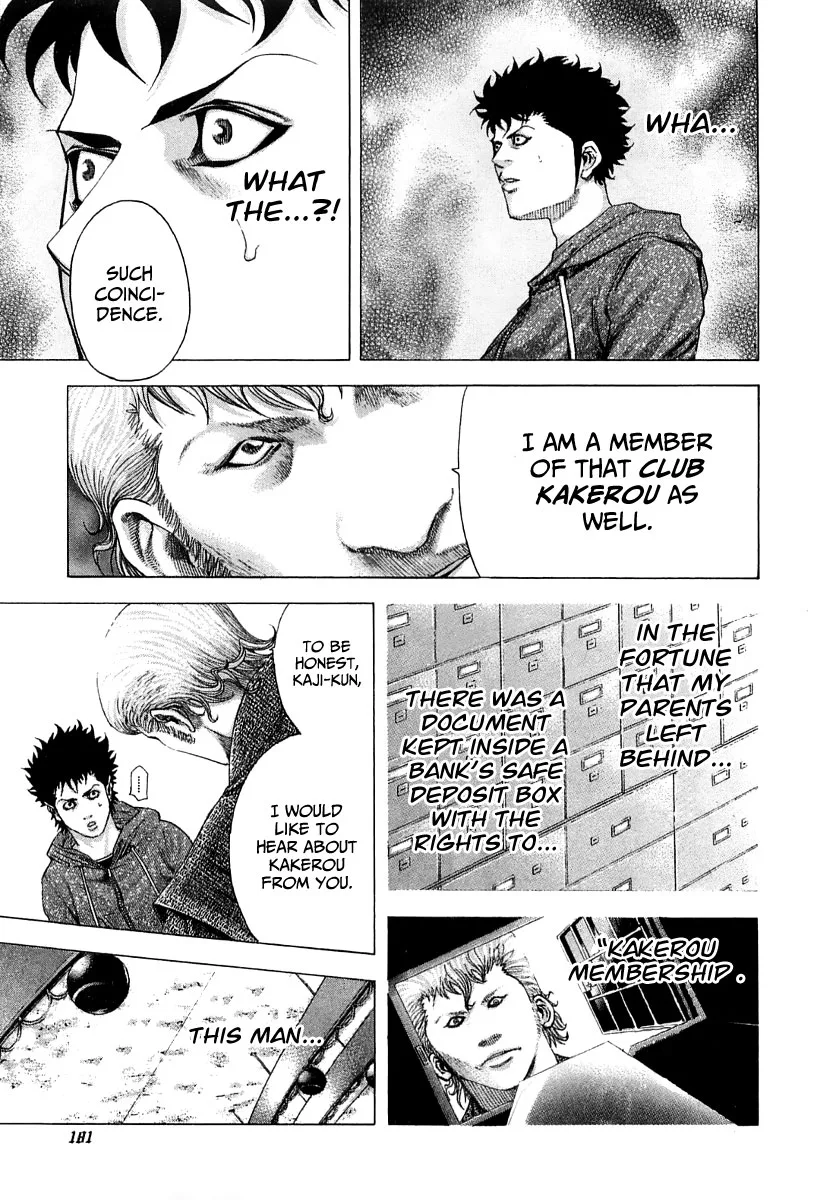 WHA...
WHAT
THE...?!
SUCH
COINCI-
DENCE.
I AM A MEMBER
OF THAT CLUB
KAKEROU AS
WELL.
IN THE
FORTUNE
THAT MY
PARENTS
LEFT
BEHIND...
THERE WAS A
DOCUMENT
KEPT INSIDE A
BANK'S SAFE
DEPOSIT BOX
WITH THE
RIGHTS TO...
TO BE
HONEST,
KAJI-KUN,
I WOULD
LIKE TO
HEAR ABOUT
KAKEROU
FROM YOU.
......
"KAKEROU
MEMBERSHIP .
THIS MAN...
181